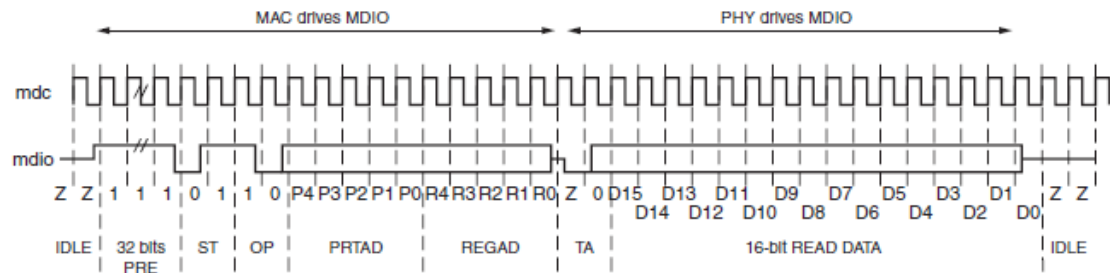 MAC drives MDIO PHY drives MDIO
mdc
mdio
Z Z 1 1 1 0 1 1 0 P4 P3 P2 P1 P0 R4 R3 R2 R1 R0 Z 0 D15 D13 D11 D9 D7 D5 D3 D1 Z Z
D14 D12 D10 D8 D6 D4 D2 D0
IDLE 32 bits ST OP PRTAD REGAD TA 16-bit READ DATA IDLE
PRE